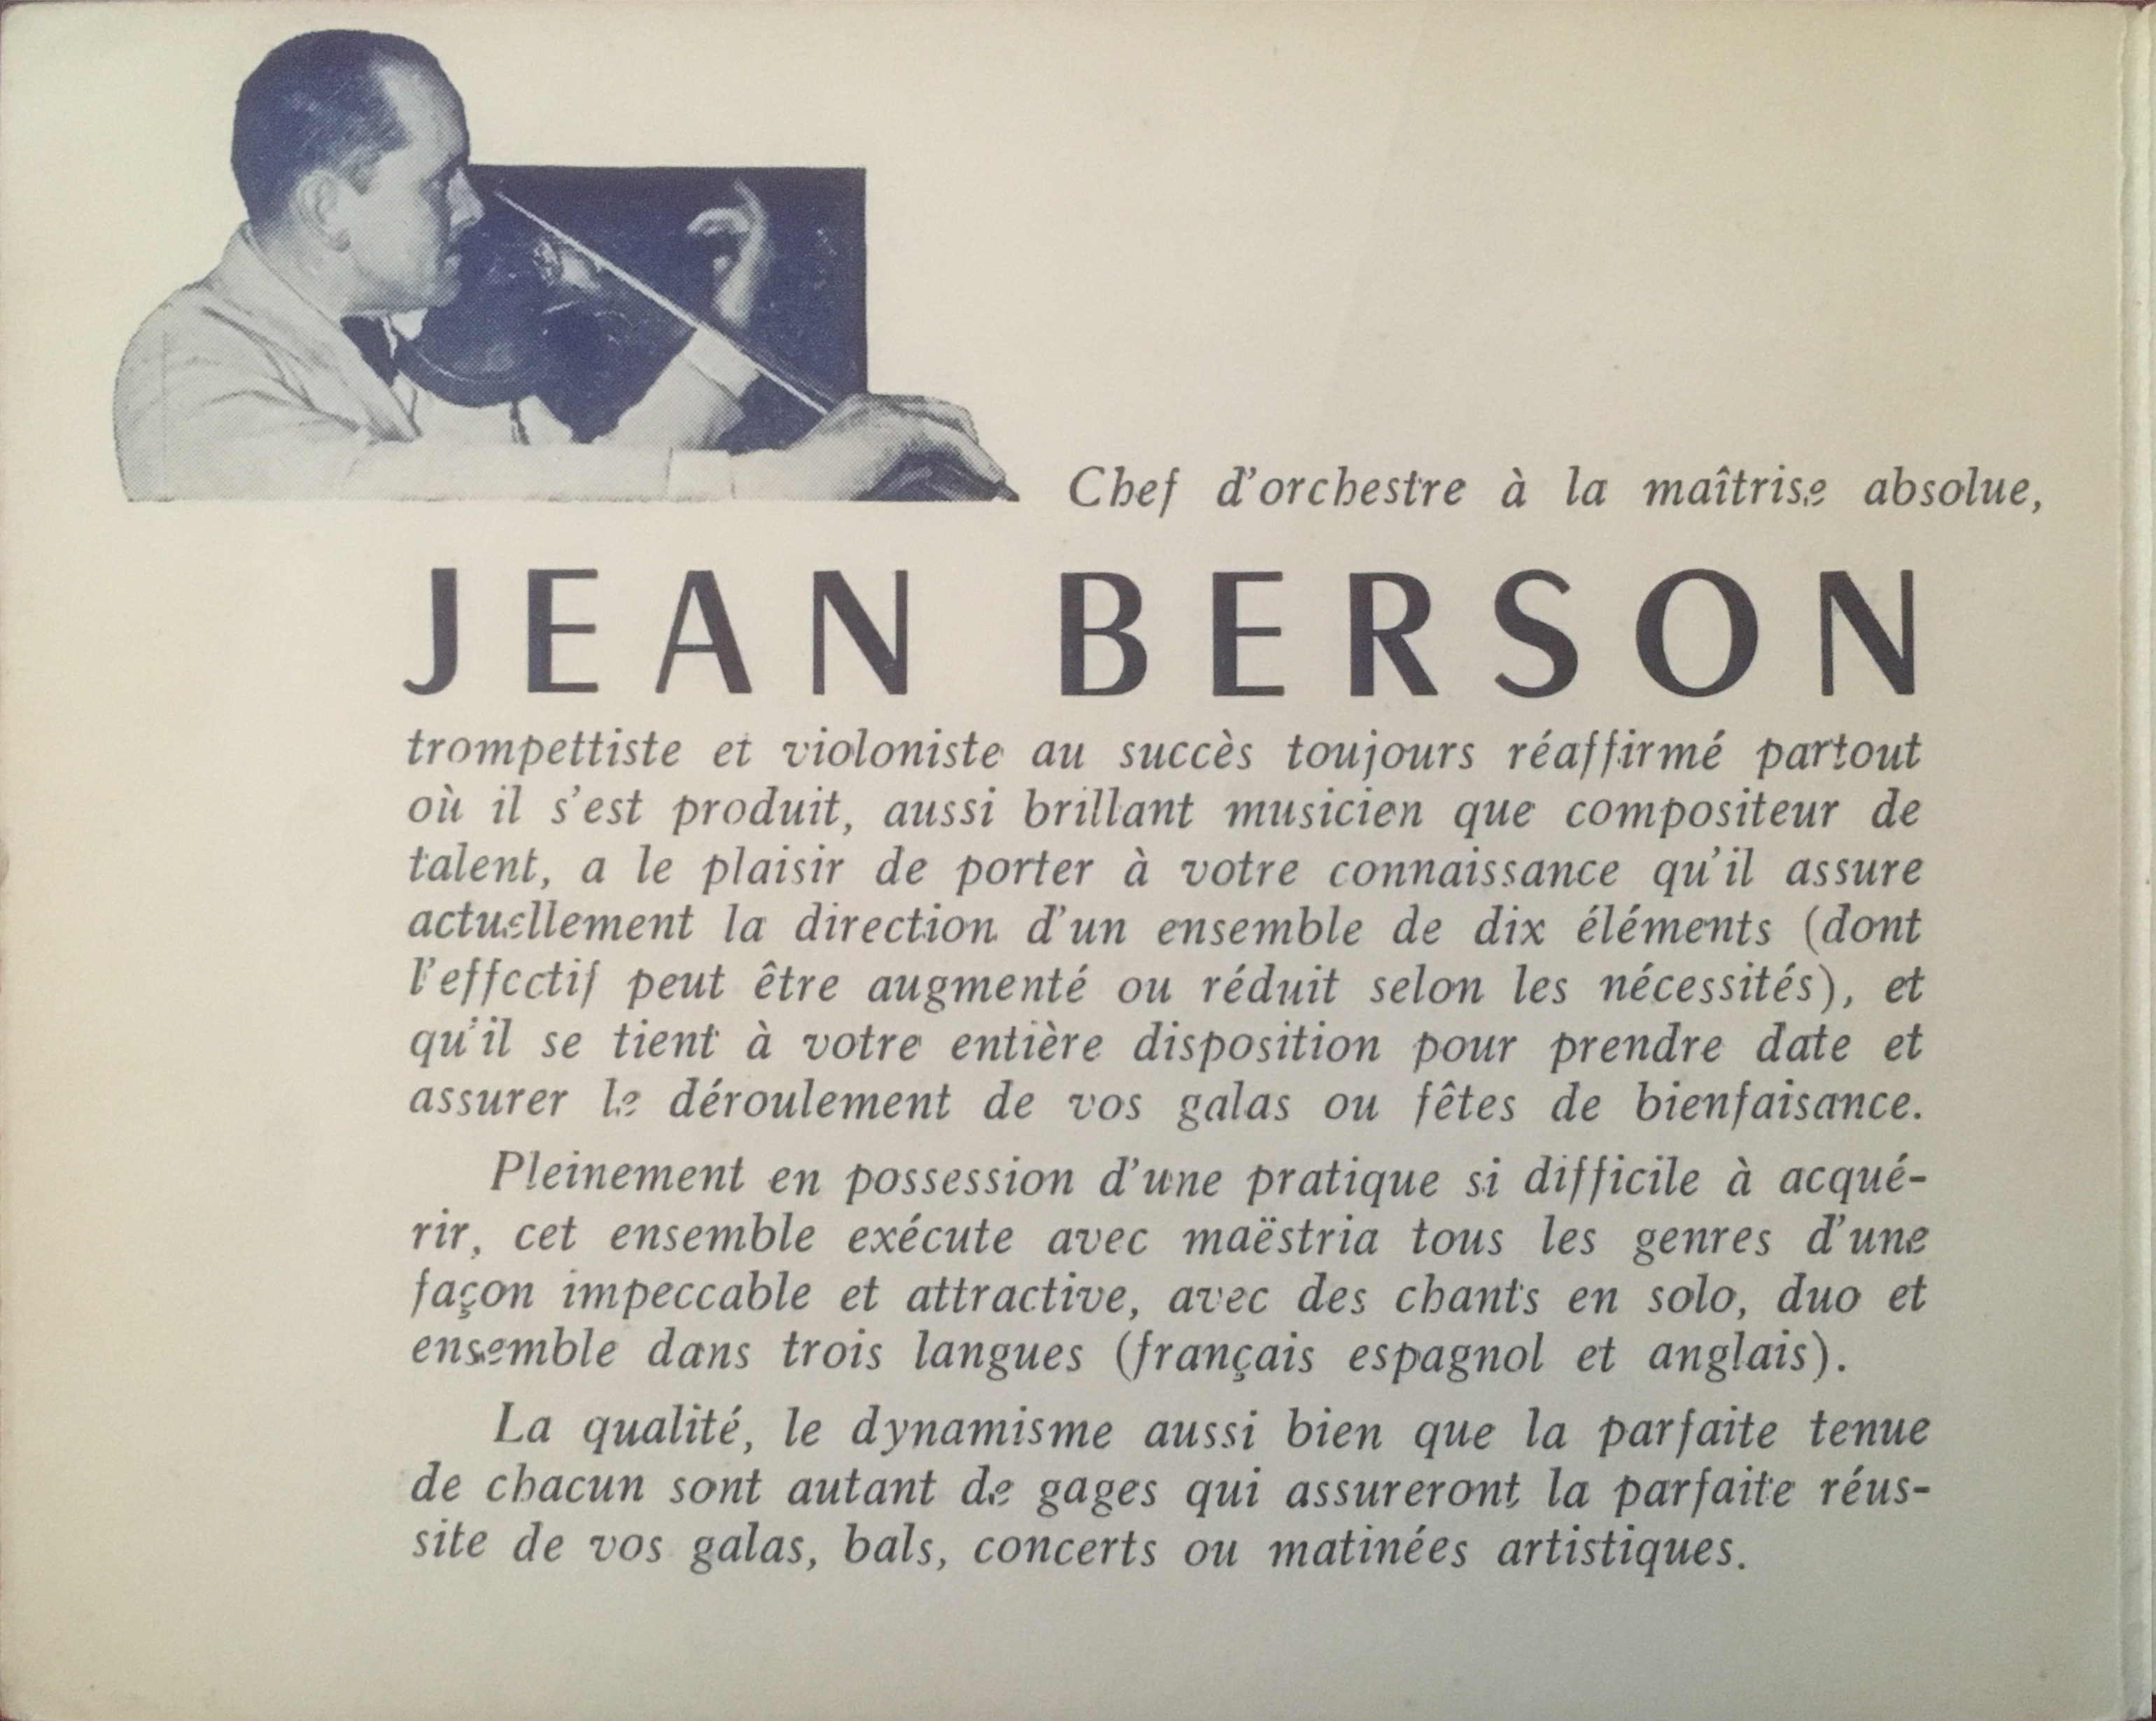 Chef d'orchestre à la maîtrise absolue,
JEAN BERSON
trompettiste et violoniste au succès toujours réaffirmé partout
où il s'est produit, aussi brillant musicien que compositeur de
talent, a le plaisir de porter à votre connaissance qu'il assure
actuellement la direction d'un ensemble de dix éléments (dont
l'effectif peut être augmenté ou réduit selon les nécessités), et
qu'il se tient à votre entière disposition pour prendre date et
assurer le déroulement de vos galas ou fêtes de bienfaisance.
Pleinement en possession d'une pratique si difficile à acqué-
rir, cet ensemble exécute avec maëstria tous les genres d'une
façon impeccable et attractive, avec des chants en solo, duo et
ensemble dans trois langues (français espagnol et anglais).
La qualité, le dynamisme aussi bien que la parfaite tenue
de chacun sont autant de gages qui assureront la parfaite réus-
site de vos galas, bals, concerts ou matinées artistiques.